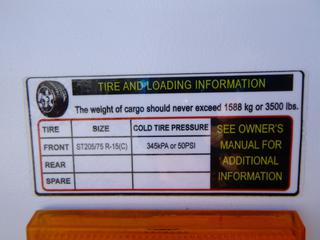 TIRE AND LOADING INFORMATION
The weight of cargo should never exceed 1588 kg or 3500 lbs.
TIRE SIZE COLD TIRE PRESSURE
FRONT ST205/75 R-15(C) 345kPA or 50PSI
REAR
SPARE
SEE OWNER'S
MANUAL FOR
ADDITIONAL
INFORMATION